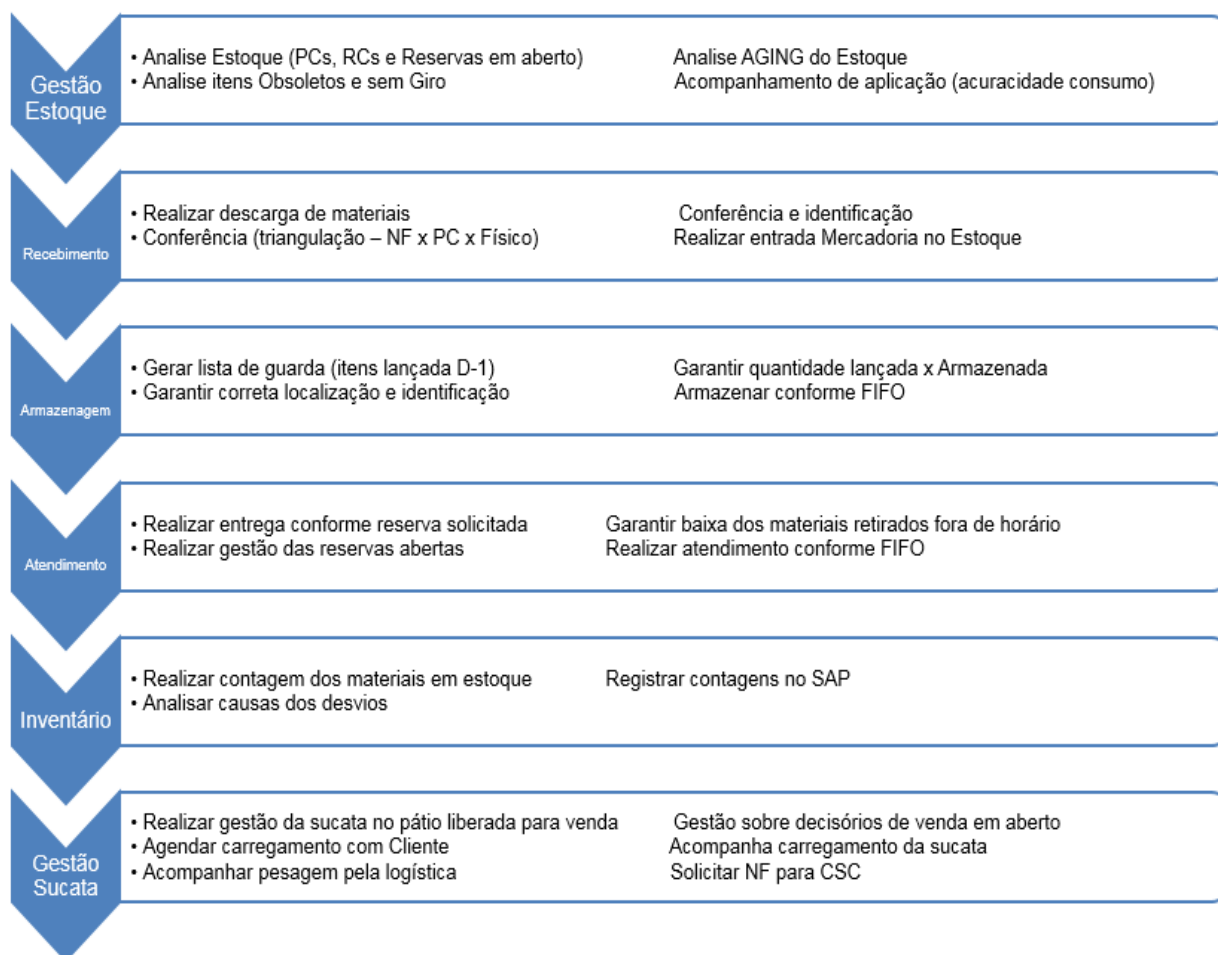 Gestão
Estoque
• Analise Estoque (PCs, RCs e Reservas em aberto) Analise AGING do Estoque
• Analise itens Obsoletos e sem Giro Acompanhamento de aplicação (acuracidade consumo)
Recebimento
• Realizar descarga de materiais Conferência e identificação
• Conferência (triangulação – NF x PC x Físico) Realizar entrada Mercadoria no Estoque
Armazenagem
• Gerar lista de guarda (itens lançada D-1) Garantir quantidade lançada x Armazenada
• Garantir correta localização e identificação Armazenar conforme FIFO
Atendimento
• Realizar entrega conforme reserva solicitada Garantir baixa dos materiais retirados fora de horário
• Realizar gestão das reservas abertas Realizar atendimento conforme FIFO
Inventário
• Realizar contagem dos materiais em estoque Registrar contagens no SAP
• Analisar causas dos desvios
Gestão
Sucata
• Realizar gestão da sucata no pátio liberada para venda Gestão sobre decisórios de venda em aberto
• Agendar carregamento com Cliente Acompanha carregamento da sucata
• Acompanhar pesagem pela logística Solicitar NF para CSC